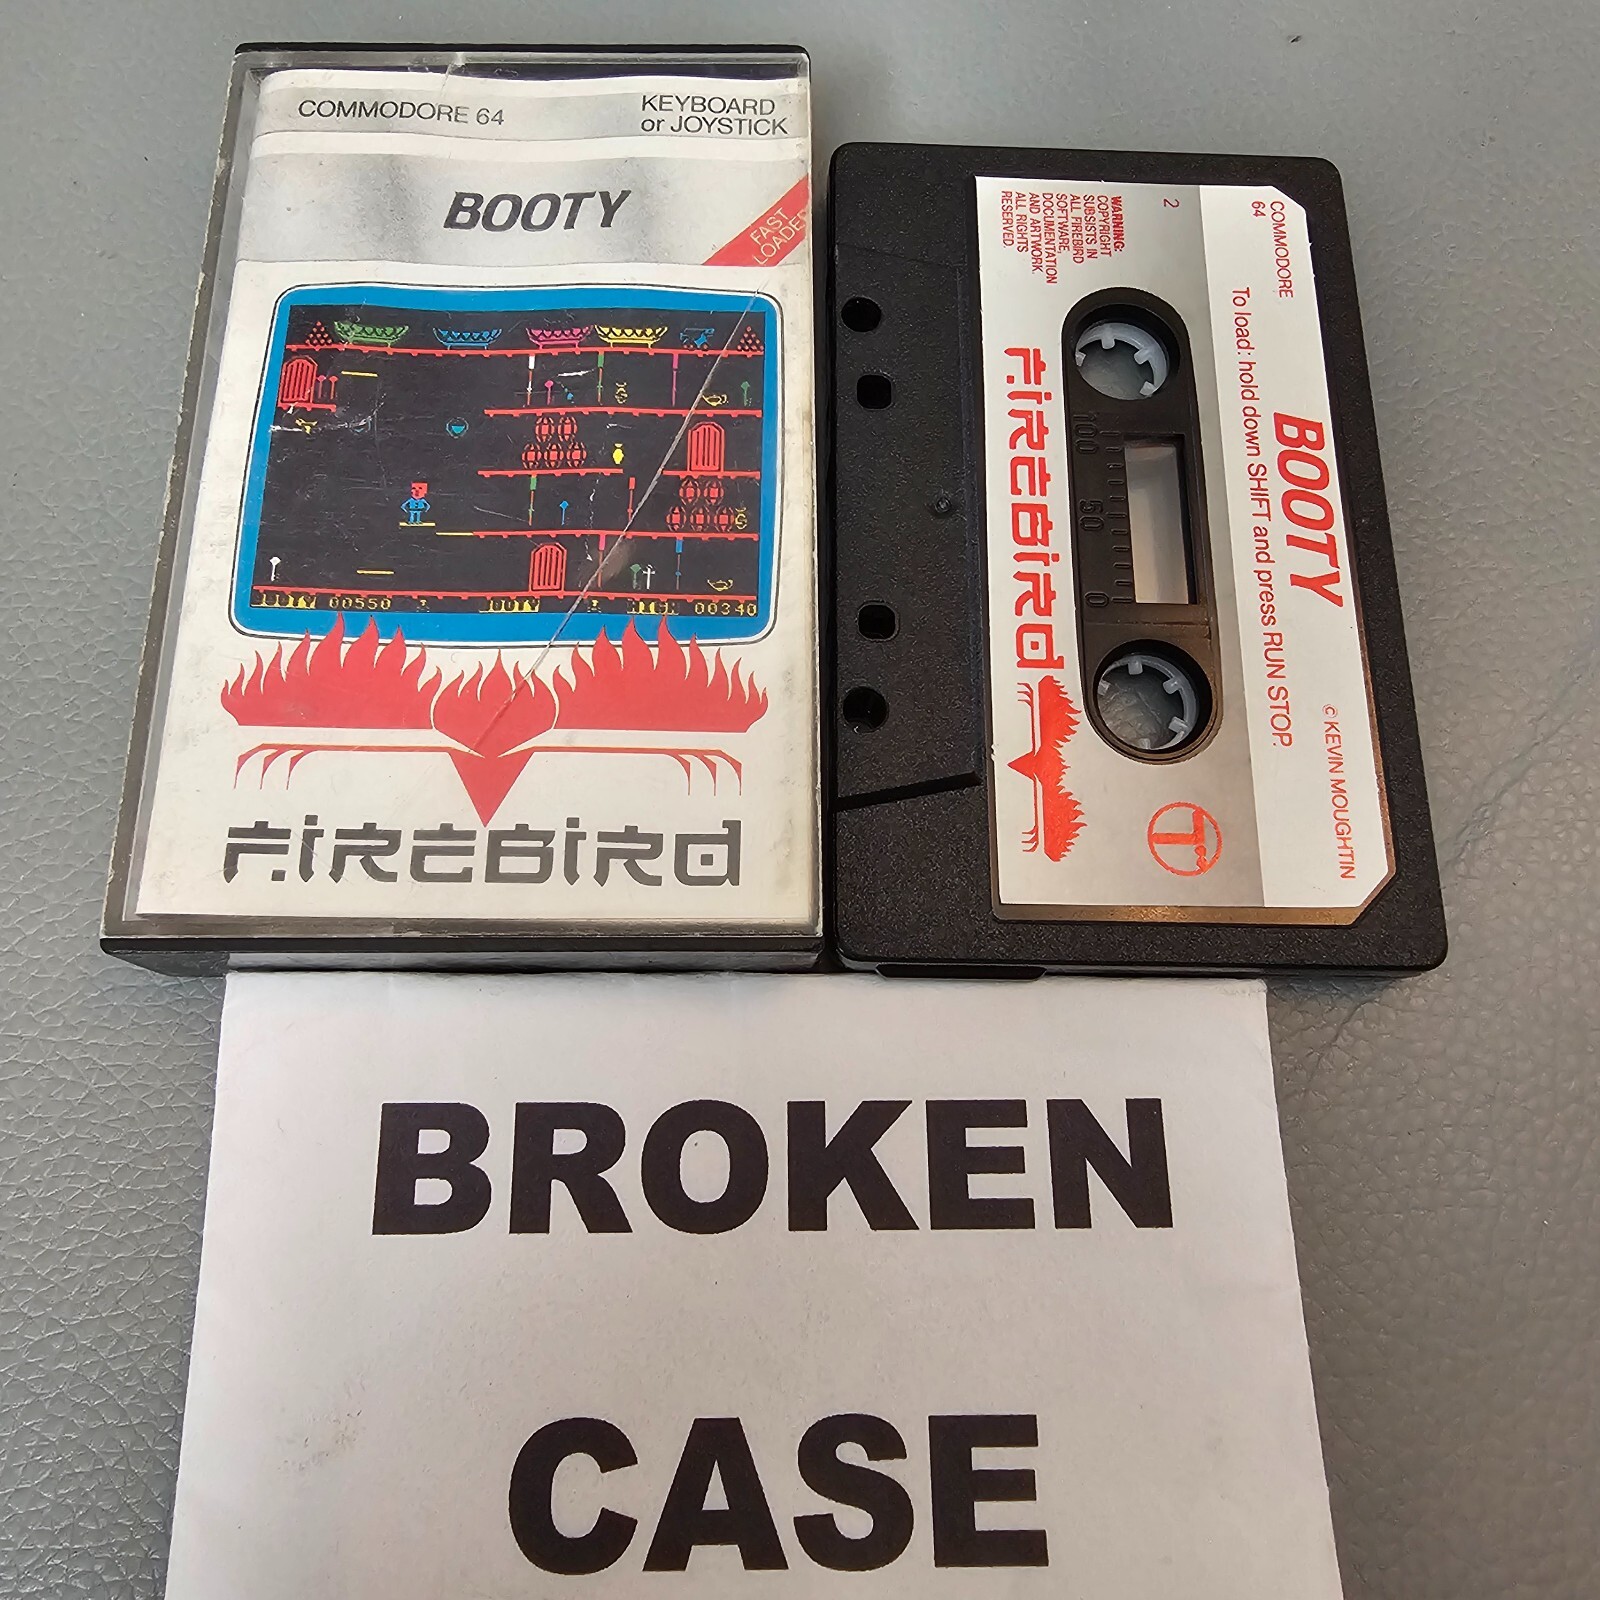 COMMODORE 64
KEYBOARD
or JOYSTICK
BOOTY
FAST
LOADER
BOOTY 00550
BOOTY
HIGH 00340
FIREBIRD
COMMODORE
64
BOOTY
To load: hold down SHIFT and press RUN STOP.
© KEVIN MOUGHTIN
2
WARNING:
COPYRIGHT
SUBSISTS IN
ALL FIREBIRD
SOFTWARE
DOCUMENTATION
AND ARTWORK.
ALL RIGHTS
RESERVED.
FIREBIRD
100
50
0
T
BROKEN
CASE